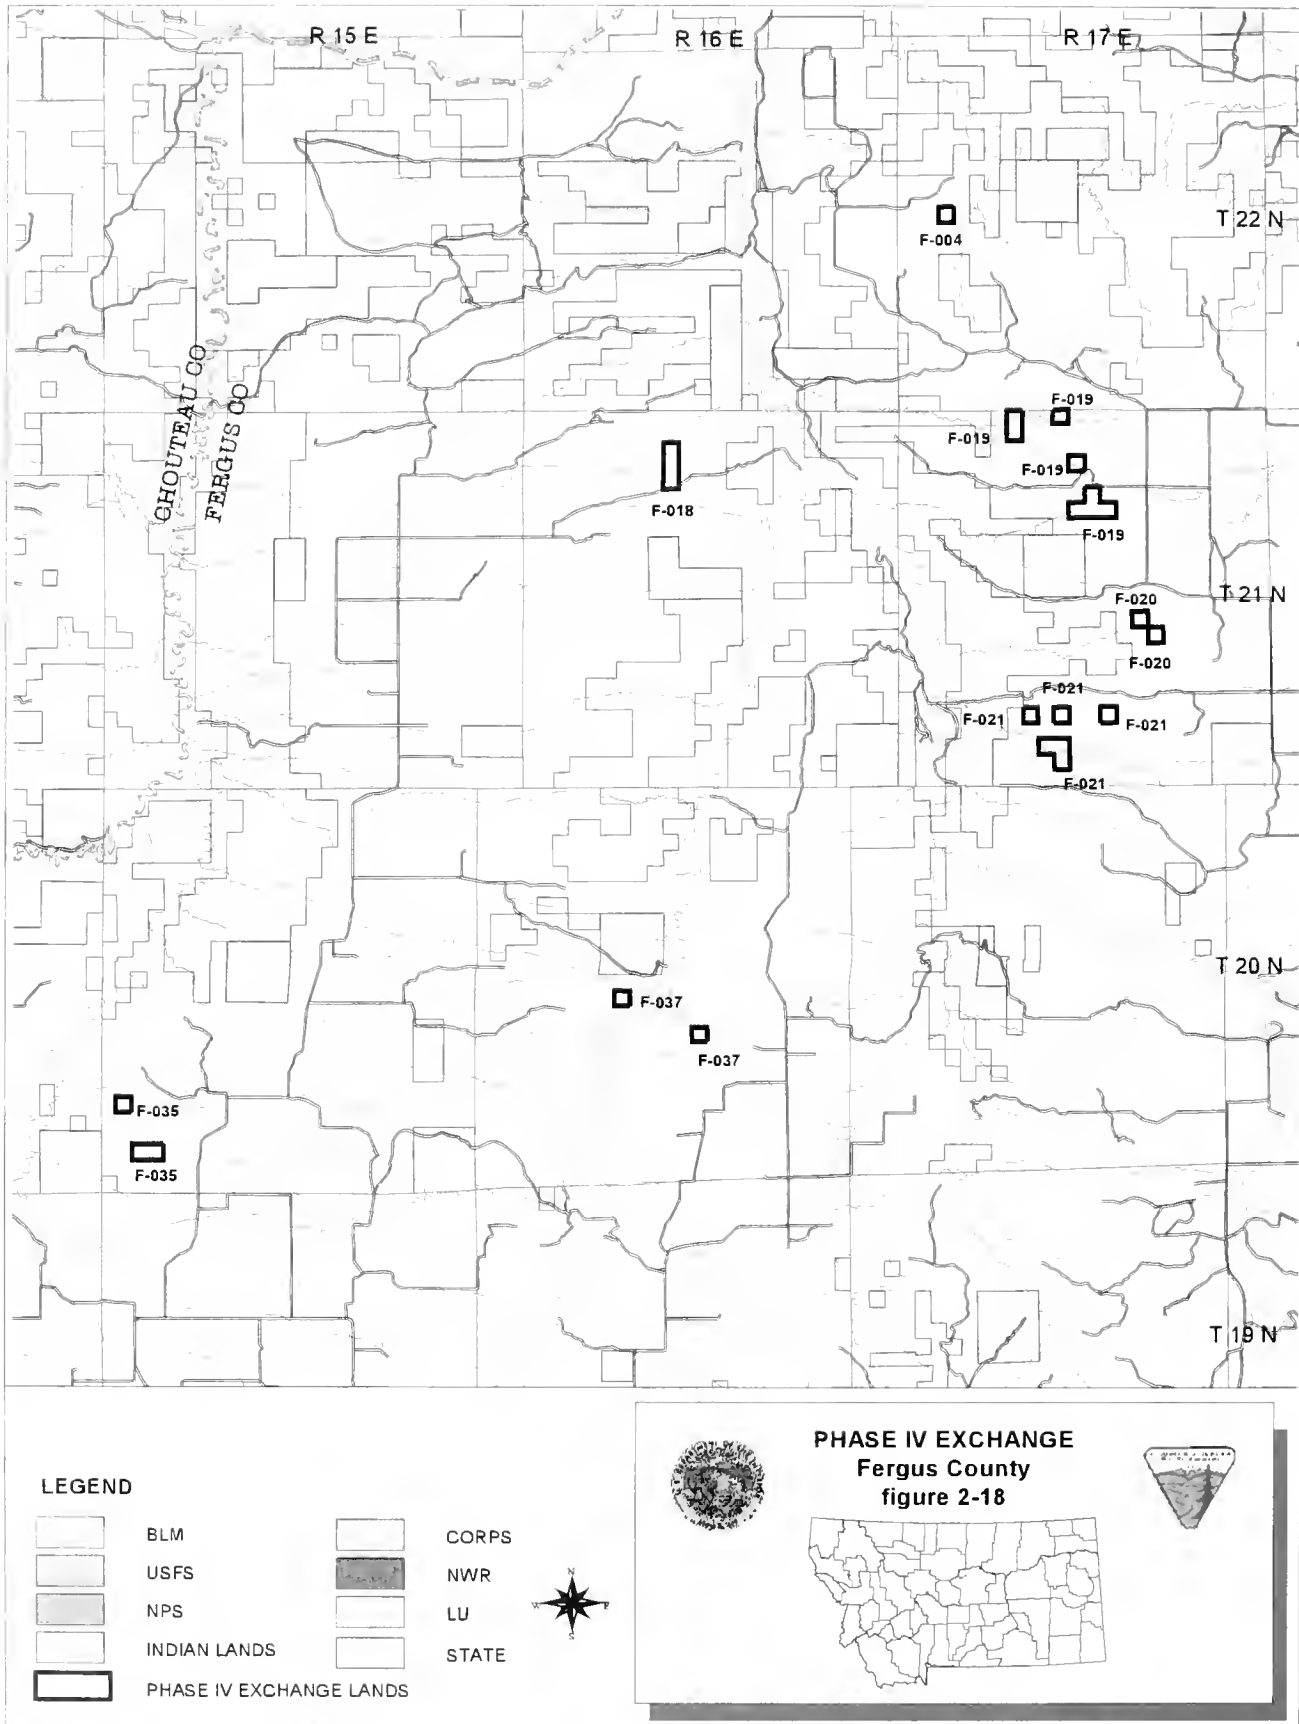 R 15 E
R 16 E
R 17 E
T 22 N
F-004
CHOUTEAU CO
FERGUS CO
F-019
F-019
F-019
F-018
F-019
T 21 N
F-020
F-020
F-021
F-021
F-021
F-021
T 20 N
F-037
F-037
F-035
F-035
T 19 N
PHASE IV EXCHANGE
Fergus County
figure 2-18
LEGEND
BLM
USFS
NPS
INDIAN LANDS
PHASE IV EXCHANGE LANDS
CORPS
NWR
LU
STATE
N
W
E
S